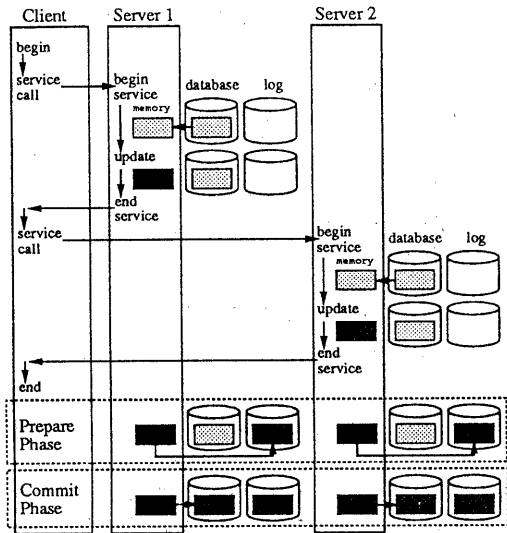 Client
Server 1
Server 2
begin
service
call
begin
service
database
log
memory
update
end
service
service
call
begin
service
database
log
memory
update
end
service
end
Prepare
Phase
Commit
Phase